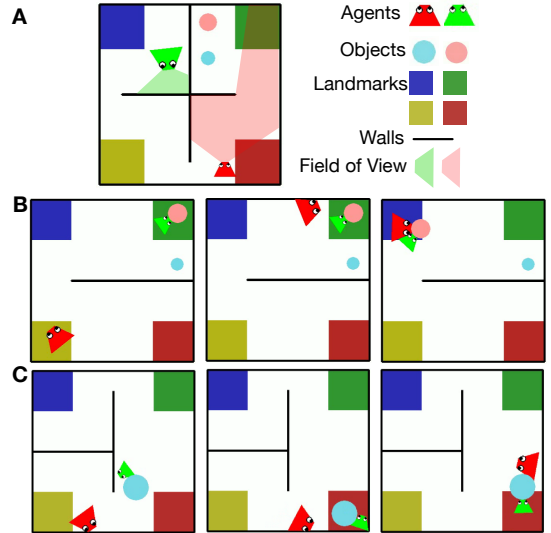 A
Agents
Objects
Landmarks
Walls
Field of View
B
C